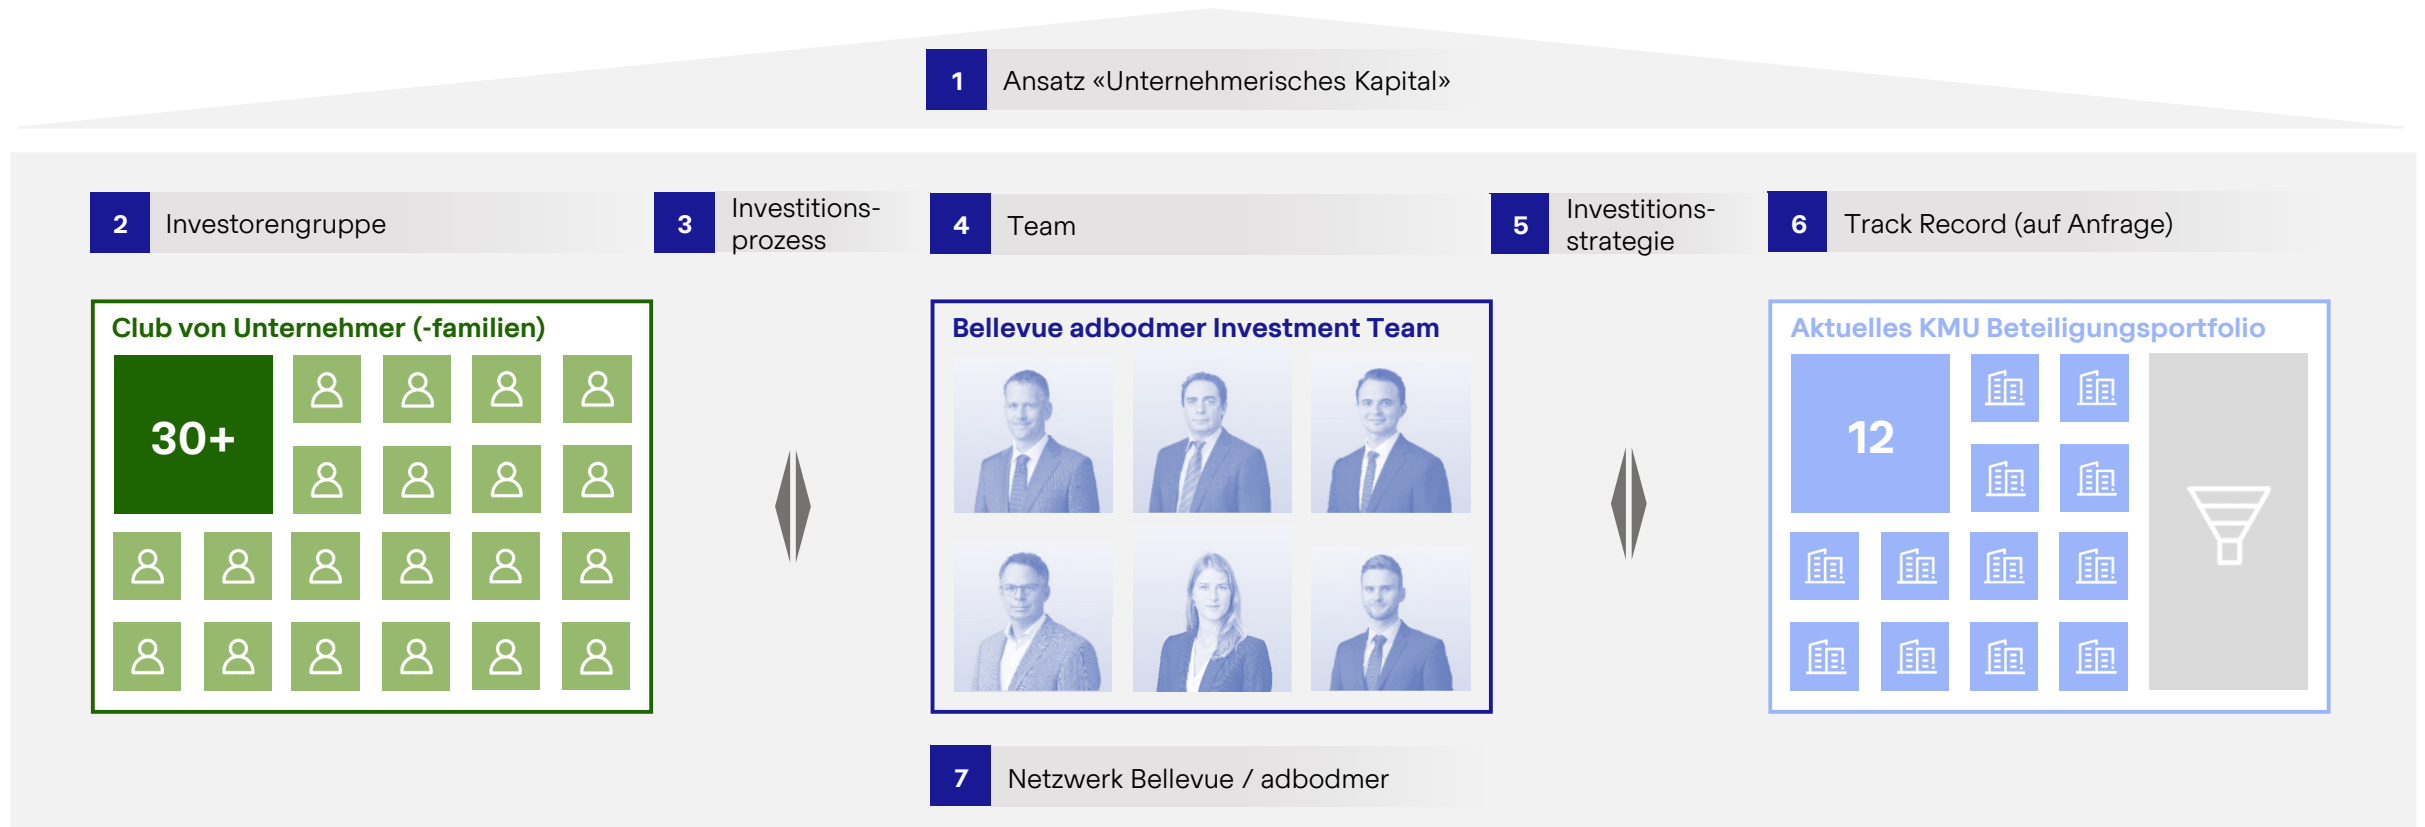 1 Ansatz «Unternehmerisches Kapital»
2 Investorengruppe
3 Investitions-
prozess
4 Team
5 Investitions-
strategie
6 Track Record (auf Anfrage)
Club von Unternehmer (-familien)
30+
Bellevue adbodmer Investment Team
Aktuelles KMU Beteiligungsportfolio
12
7 Netzwerk Bellevue / adbodmer